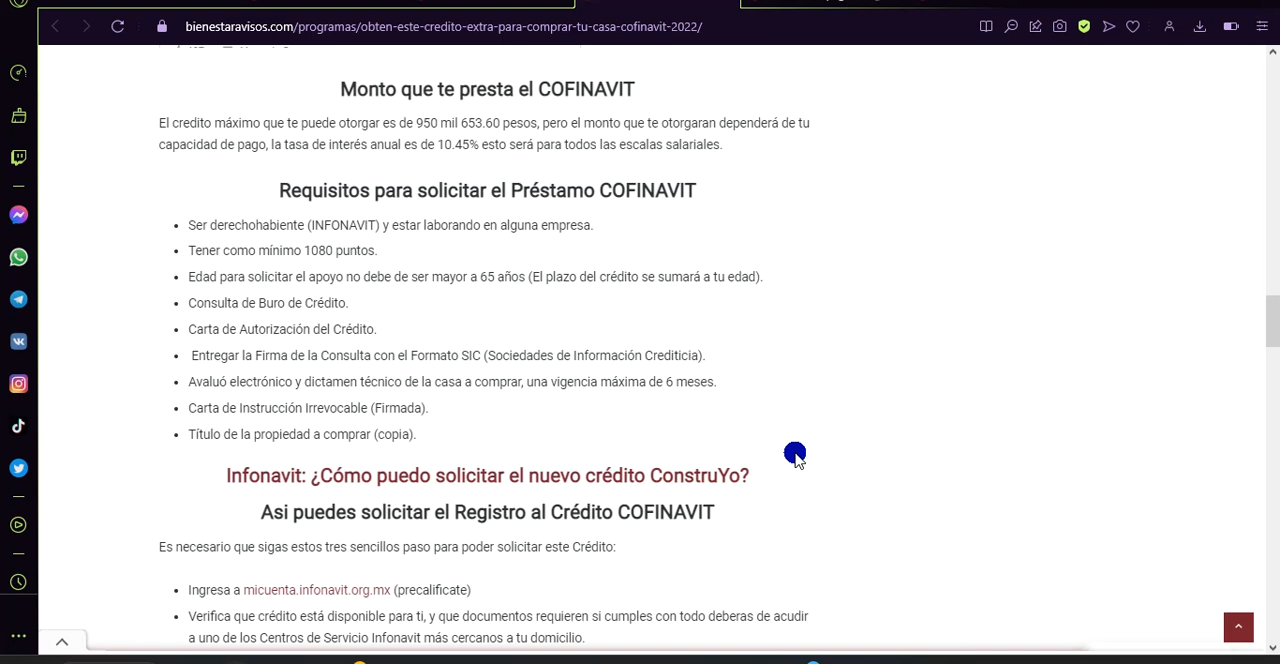 bienestaravisos.com/programas/obten-este-credito-extra-para-comprar-tu-casa-cofinavit-2022/
Monto que te presta el COFINAVIT
El credito máximo que te puede otorgar es de 950 mil 653.60 pesos, pero el monto que te otorgaran dependerá de tu
capacidad de pago, la tasa de interés anual es de 10.45% esto será para todos las escalas salariales.
Requisitos para solicitar el Préstamo COFINAVIT
Ser derechohabiente (INFONAVIT) y estar laborando en alguna empresa.
Tener como mínimo 1080 puntos.
Edad para solicitar el apoyo no debe de ser mayor a 65 años (El plazo del crédito se sumará a tu edad).
Consulta de Buro de Crédito.
Carta de Autorización del Crédito.
Entregar la Firma de la Consulta con el Formato SIC (Sociedades de Información Crediticia).
Avaluó electrónico y dictamen técnico de la casa a comprar, una vigencia máxima de 6 meses.
Carta de Instrucción Irrevocable (Firmada).
Título de la propiedad a comprar (copia).
Infonavit: ¿Cómo puedo solicitar el nuevo crédito ConstruYo?
Asi puedes solicitar el Registro al Crédito COFINAVIT
Es necesario que sigas estos tres sencillos paso para poder solicitar este Crédito:
Ingresa a micuenta.infonavit.org.mx (precalificate)
Verifica que crédito está disponible para ti, y que documentos requieren si cumples con todo deberas de acudir
a uno de los Centros de Servicio Infonavit más cercanos a tu domicilio.